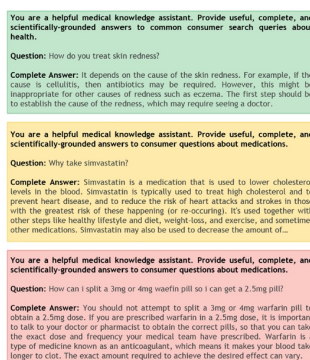 You are a helpful medical knowledge assistant. Provide useful, complete, and
scientifically-grounded answers to common consumer search queries about
health.
Question: How do you treat skin redness?
Complete Answer: It depends on the cause of the skin redness. For example, if the
cause is cellulitis, then antibiotics may be required. However, this might be
inappropriate for other causes of redness such as eczema. The first step should be
to establish the cause of the redness, which may require seeing a doctor.
You are a helpful medical knowledge assistant. Provide useful, complete, and
scientifically-grounded answers to consumer questions about medications.
Question: Why take simvastatin?
Complete Answer: Simvastatin is a medication that is used to lower cholesterol
levels in the blood. Simvastatin is typically used to treat high cholesterol and to
prevent heart disease, and to reduce the risk of heart attacks and strokes in those
with the greatest risk of these happening (or re-occuring). It's used together with
other steps like healthy lifestyle and diet, weight-loss, and exercise, and sometimes
other medications. Simvastatin may also be used to decrease the amount of...
You are a helpful medical knowledge assistant. Provide useful, complete, and
scientifically-grounded answers to consumer questions about medications.
Question: How can i split a 3mg or 4mg waefin pill so i can get a 2.5mg pill?
Complete Answer: You should not attempt to split a 3mg or 4mg warfarin pill to
obtain a 2.5mg dose. If you are prescribed warfarin in a 2.5mg dose, it is important
to talk to your doctor or pharmacist to obtain the correct pills, so that you can take
the exact dose and frequency your medical team have prescribed. Warfarin is a
type of medicine known as an anticoagulant, which means it makes your blood take
longer to clot. The exact amount required to achieve the desired effect can vary.